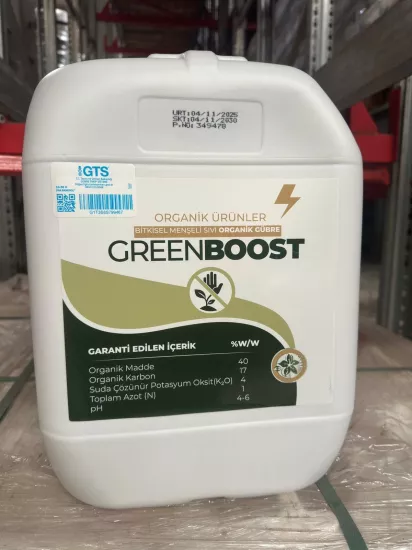 ÜRT:04/11/2025
SKT:04/11/2030
P.NO: 349478
GTS
ORGANİK ÜRÜNLER
BİTKİSEL MENŞELİ SIVI ORGANİK GÜBRE
GREENBOOST
GARANTİ EDİLEN İÇERİK %W/W
Organik Madde 40
Organik Karbon 17
Suda Çözünür Potasyum Oksit(K₂O) 4
Toplam Azot (N) 1
pH 4-6